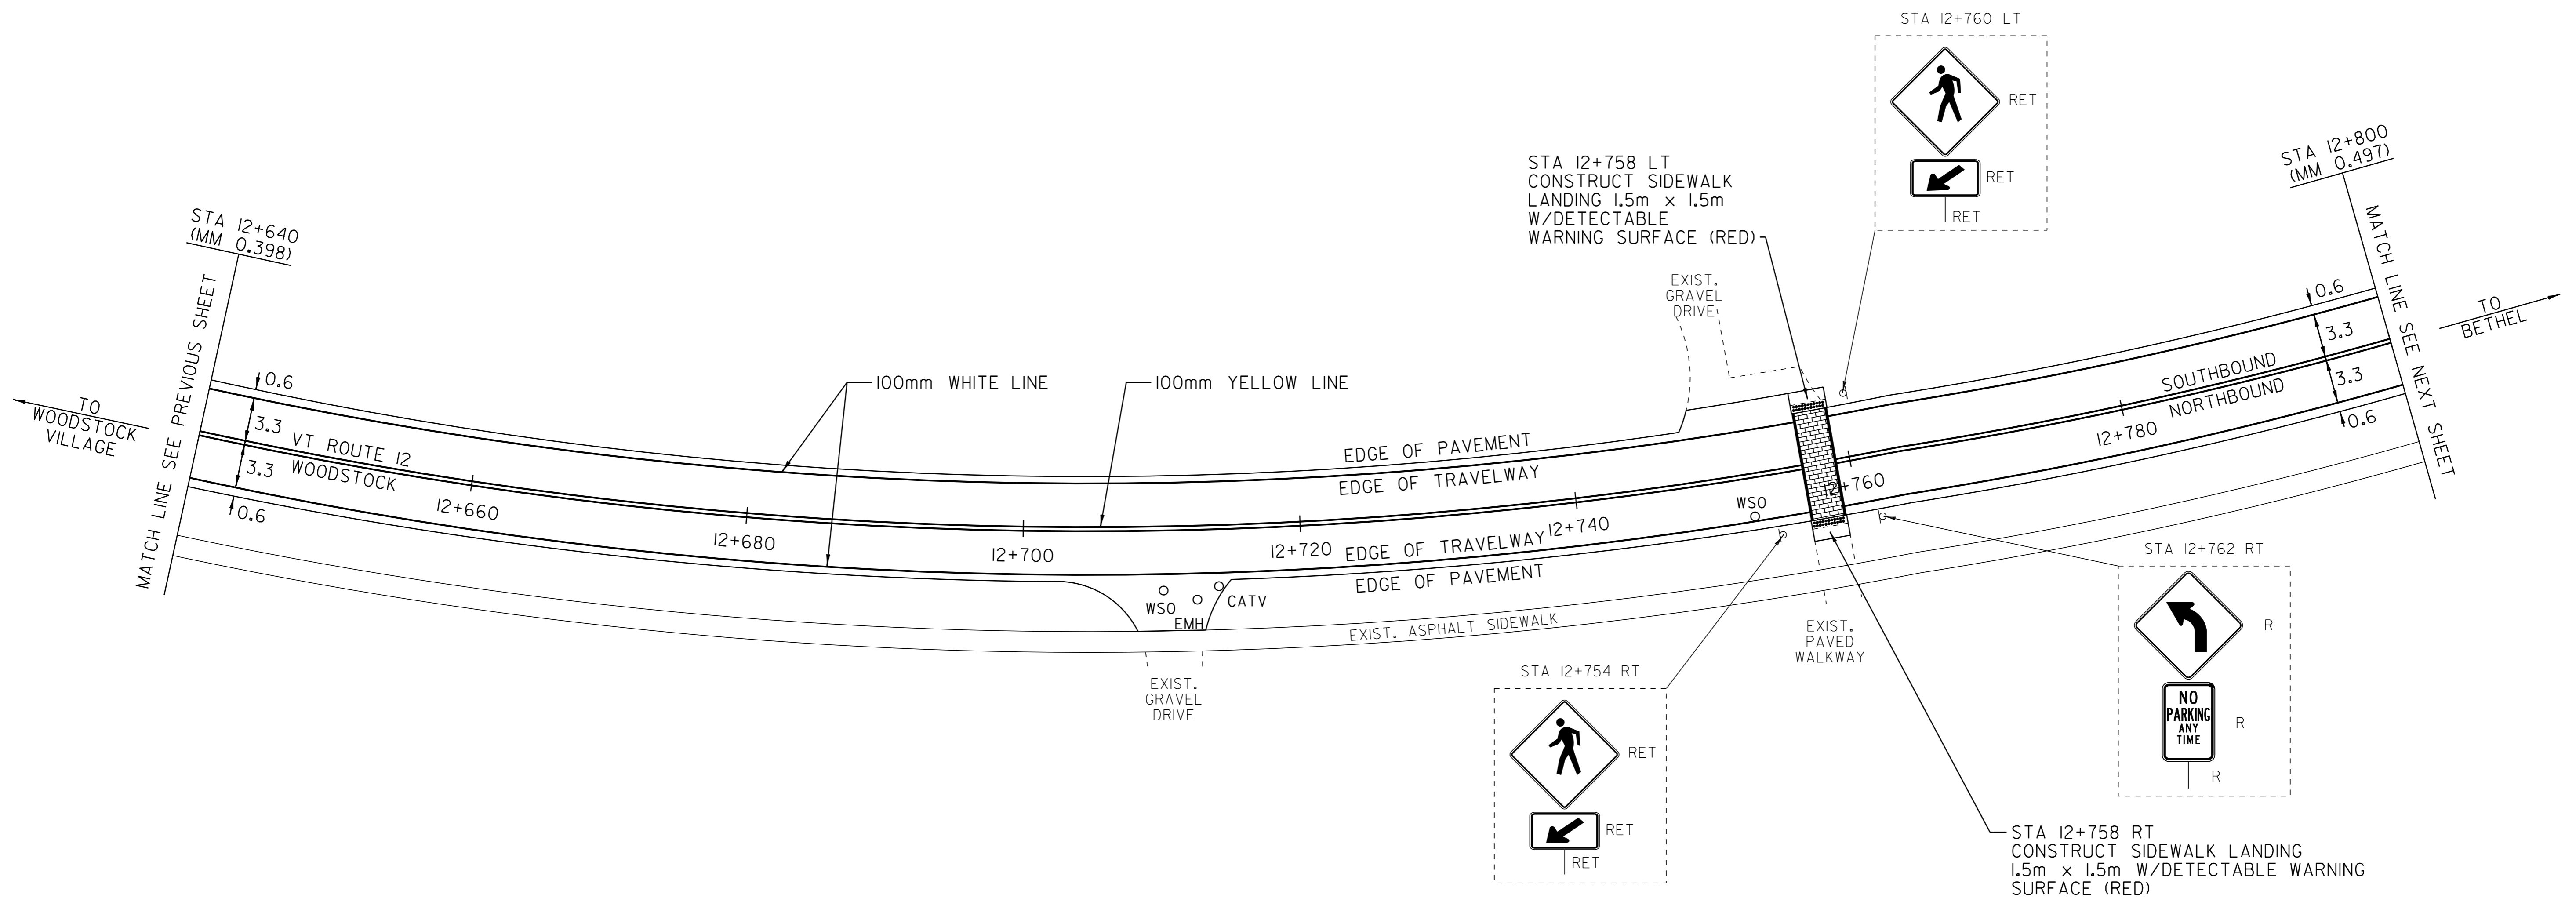 STA 12+760 LT
RET
RET
RET
STA 12+758 LT
CONSTRUCT SIDEWALK
LANDING 1.5m x 1.5m
W/DETECTABLE
WARNING SURFACE (RED)
STA 12+800
(MM 0.497)
MATCH LINE SEE NEXT SHEET
TO
BETHEL
STA 12+640
(MM 0.398)
MATCH LINE SEE PREVIOUS SHEET
TO
WOODSTOCK
VILLAGE
EXIST.
GRAVEL
DRIVE
0.6
3.3
3.3
0.6
VT ROUTE 12
WOODSTOCK
100mm WHITE LINE
100mm YELLOW LINE
0.6
3.3
3.3
0.6
SOUTHBOUND
NORTHBOUND
EDGE OF PAVEMENT
EDGE OF TRAVELWAY
12+660
12+680
12+700
12+720
12+740
12+760
12+780
EDGE OF TRAVELWAY
EDGE OF PAVEMENT
WSO
WSO
EMH
CATV
EXIST. ASPHALT SIDEWALK
EXIST.
GRAVEL
DRIVE
EXIST.
PAVED
WALKWAY
STA 12+754 RT
RET
RET
RET
STA 12+762 RT
R
NO
PARKING
ANY
TIME
R
R
STA 12+758 RT
CONSTRUCT SIDEWALK LANDING
1.5m x 1.5m W/DETECTABLE WARNING
SURFACE (RED)